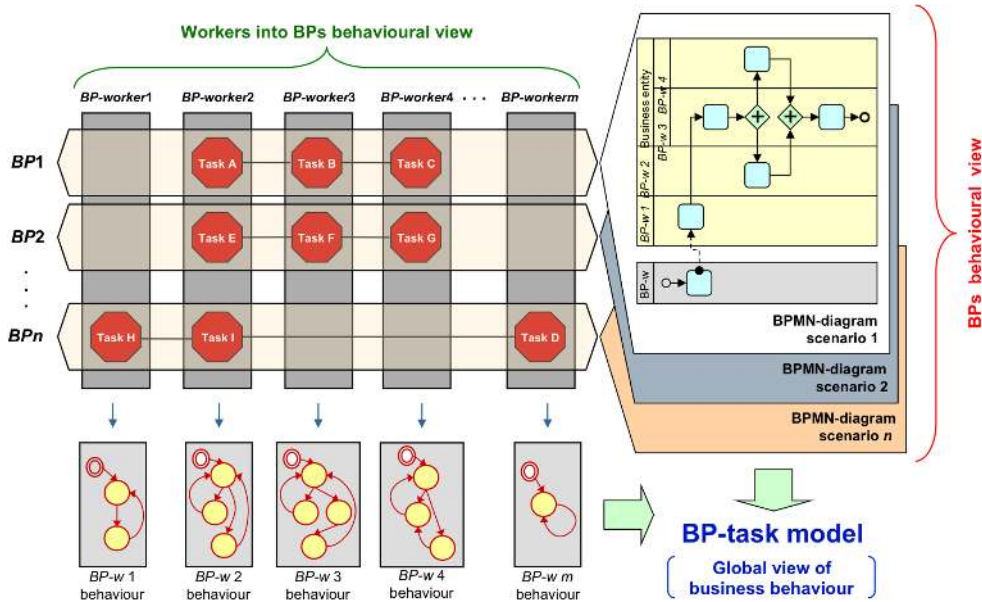 Workers into BPs behavioural view
BP-worker1 BP-worker2 BP-worker3 BP-worker4 · · · BP-workerm
BP1
Task A Task B Task C
BP2
Task E Task F Task G
BPn
Task H Task I Task D
Business entity
BP-w 4
BP-w 3
BP-w 2
BP-w 1
BP-w
BPMN-diagram
scenario 1
BPMN-diagram
scenario 2
BPMN-diagram
scenario n
BPs behavioural view
BP-w 1
behaviour
BP-w 2
behaviour
BP-w 3
behaviour
BP-w 4
behaviour
BP-w m
behaviour
BP-task model
Global view of
business behaviour